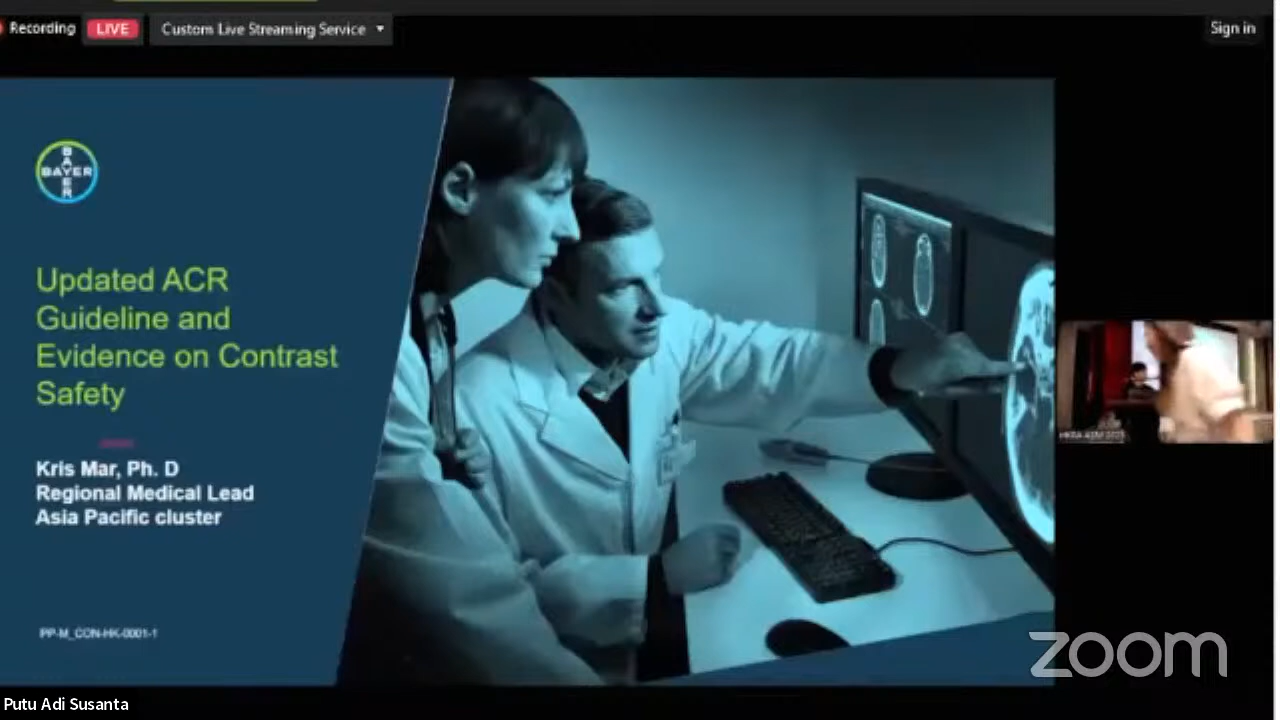 Recording
LIVE
Custom Live Streaming Service
Sign in
BAYER
BAYER
Updated ACR
Guideline and
Evidence on Contrast
Safety
Kris Mar, Ph. D
Regional Medical Lead
Asia Pacific cluster
PP-M_CON-HK-0001-1
zoom
Putu Adi Susanta